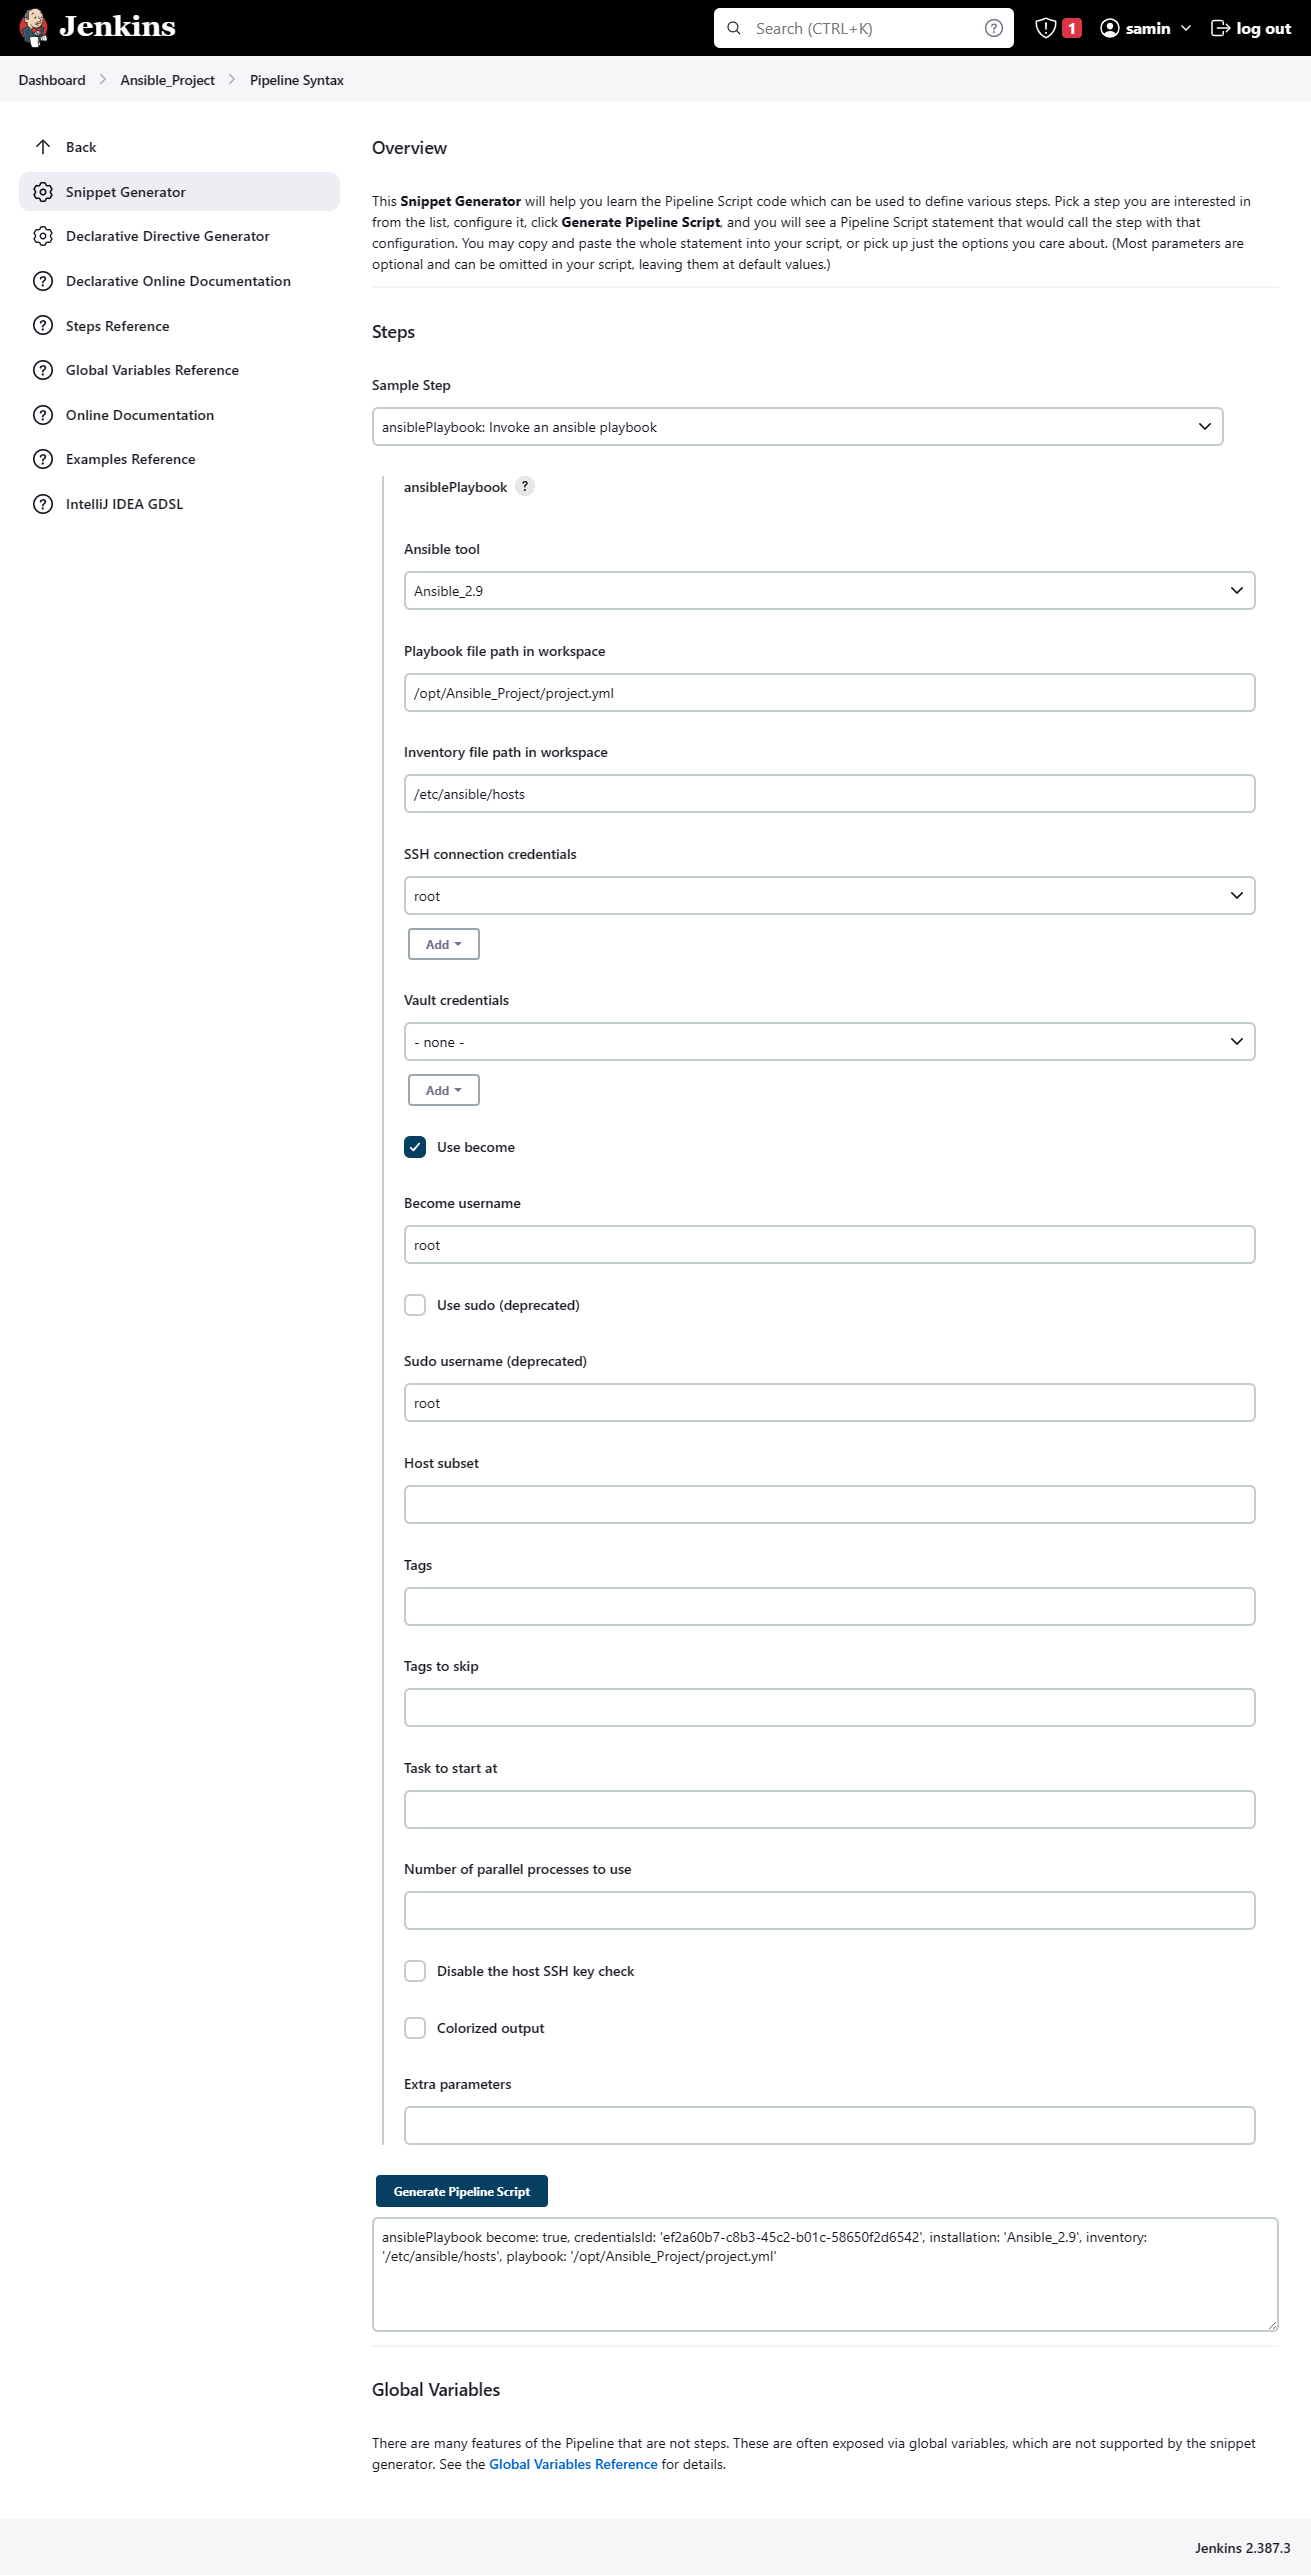 Jenkins
Search (CTRL+K)
1
samin
log out
Dashboard
Ansible_Project
Pipeline Syntax
Back
Snippet Generator
Declarative Directive Generator
Declarative Online Documentation
Steps Reference
Global Variables Reference
Online Documentation
Examples Reference
IntelliJ IDEA GDSL
Overview
This Snippet Generator will help you learn the Pipeline Script code which can be used to define various steps. Pick a step you are interested in
from the list, configure it, click Generate Pipeline Script, and you will see a Pipeline Script statement that would call the step with that
configuration. You may copy and paste the whole statement into your script, or pick up just the options you care about. (Most parameters are
optional and can be omitted in your script, leaving them at default values.)
Steps
Sample Step
ansiblePlaybook: Invoke an ansible playbook
ansiblePlaybook ?
Ansible tool
Ansible_2.9
Playbook file path in workspace
/opt/Ansible_Project/project.yml
Inventory file path in workspace
/etc/ansible/hosts
SSH connection credentials
root
Add
Vault credentials
- none -
Add
Use become
Become username
root
Use sudo (deprecated)
Sudo username (deprecated)
root
Host subset
Tags
Tags to skip
Task to start at
Number of parallel processes to use
Disable the host SSH key check
Colorized output
Extra parameters
Generate Pipeline Script
ansiblePlaybook become: true, credentialsId: 'ef2a60b7-c8b3-45c2-b01c-58650f2d6542', installation: 'Ansible_2.9', inventory:
'/etc/ansible/hosts', playbook: '/opt/Ansible_Project/project.yml'
Global Variables
There are many features of the Pipeline that are not steps. These are often exposed via global variables, which are not supported by the snippet
generator. See the Global Variables Reference for details.
Jenkins 2.387.3